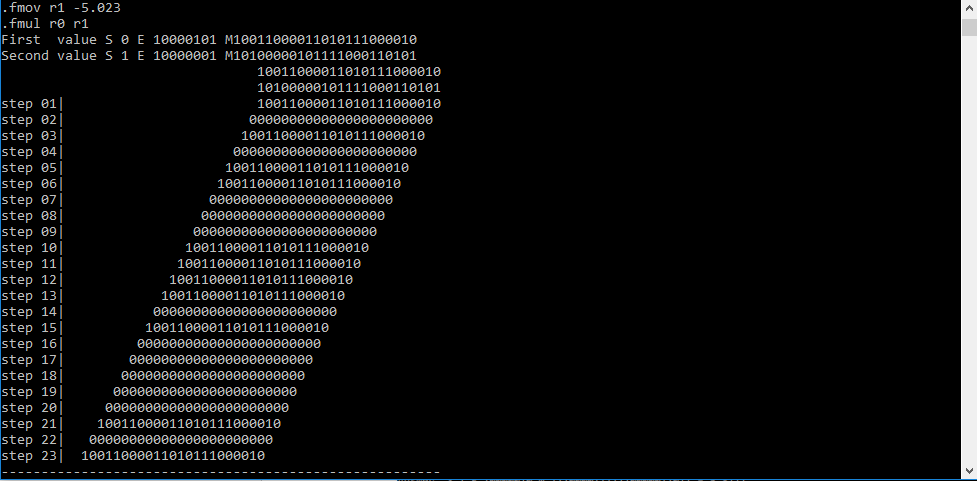 .fmov r1 -5.023
.fmul r0 r1
First  value S 0 E 10000101 M10011000011010111000010
Second value S 1 E 10000001 M10100000101111000110101
10011000011010111000010
10100000101111000110101
step 01|                        10011000011010111000010
step 02|                       00000000000000000000000
step 03|                      10011000011010111000010
step 04|                     00000000000000000000000
step 05|                    10011000011010111000010
step 06|                   10011000011010111000010
step 07|                  00000000000000000000000
step 08|                 00000000000000000000000
step 09|                00000000000000000000000
step 10|               10011000011010111000010
step 11|              10011000011010111000010
step 12|             10011000011010111000010
step 13|            10011000011010111000010
step 14|           00000000000000000000000
step 15|          10011000011010111000010
step 16|         00000000000000000000000
step 17|        00000000000000000000000
step 18|       00000000000000000000000
step 19|      00000000000000000000000
step 20|     00000000000000000000000
step 21|    10011000011010111000010
step 22|   00000000000000000000000
step 23|  10011000011010111000010
-------------------------------------------------------